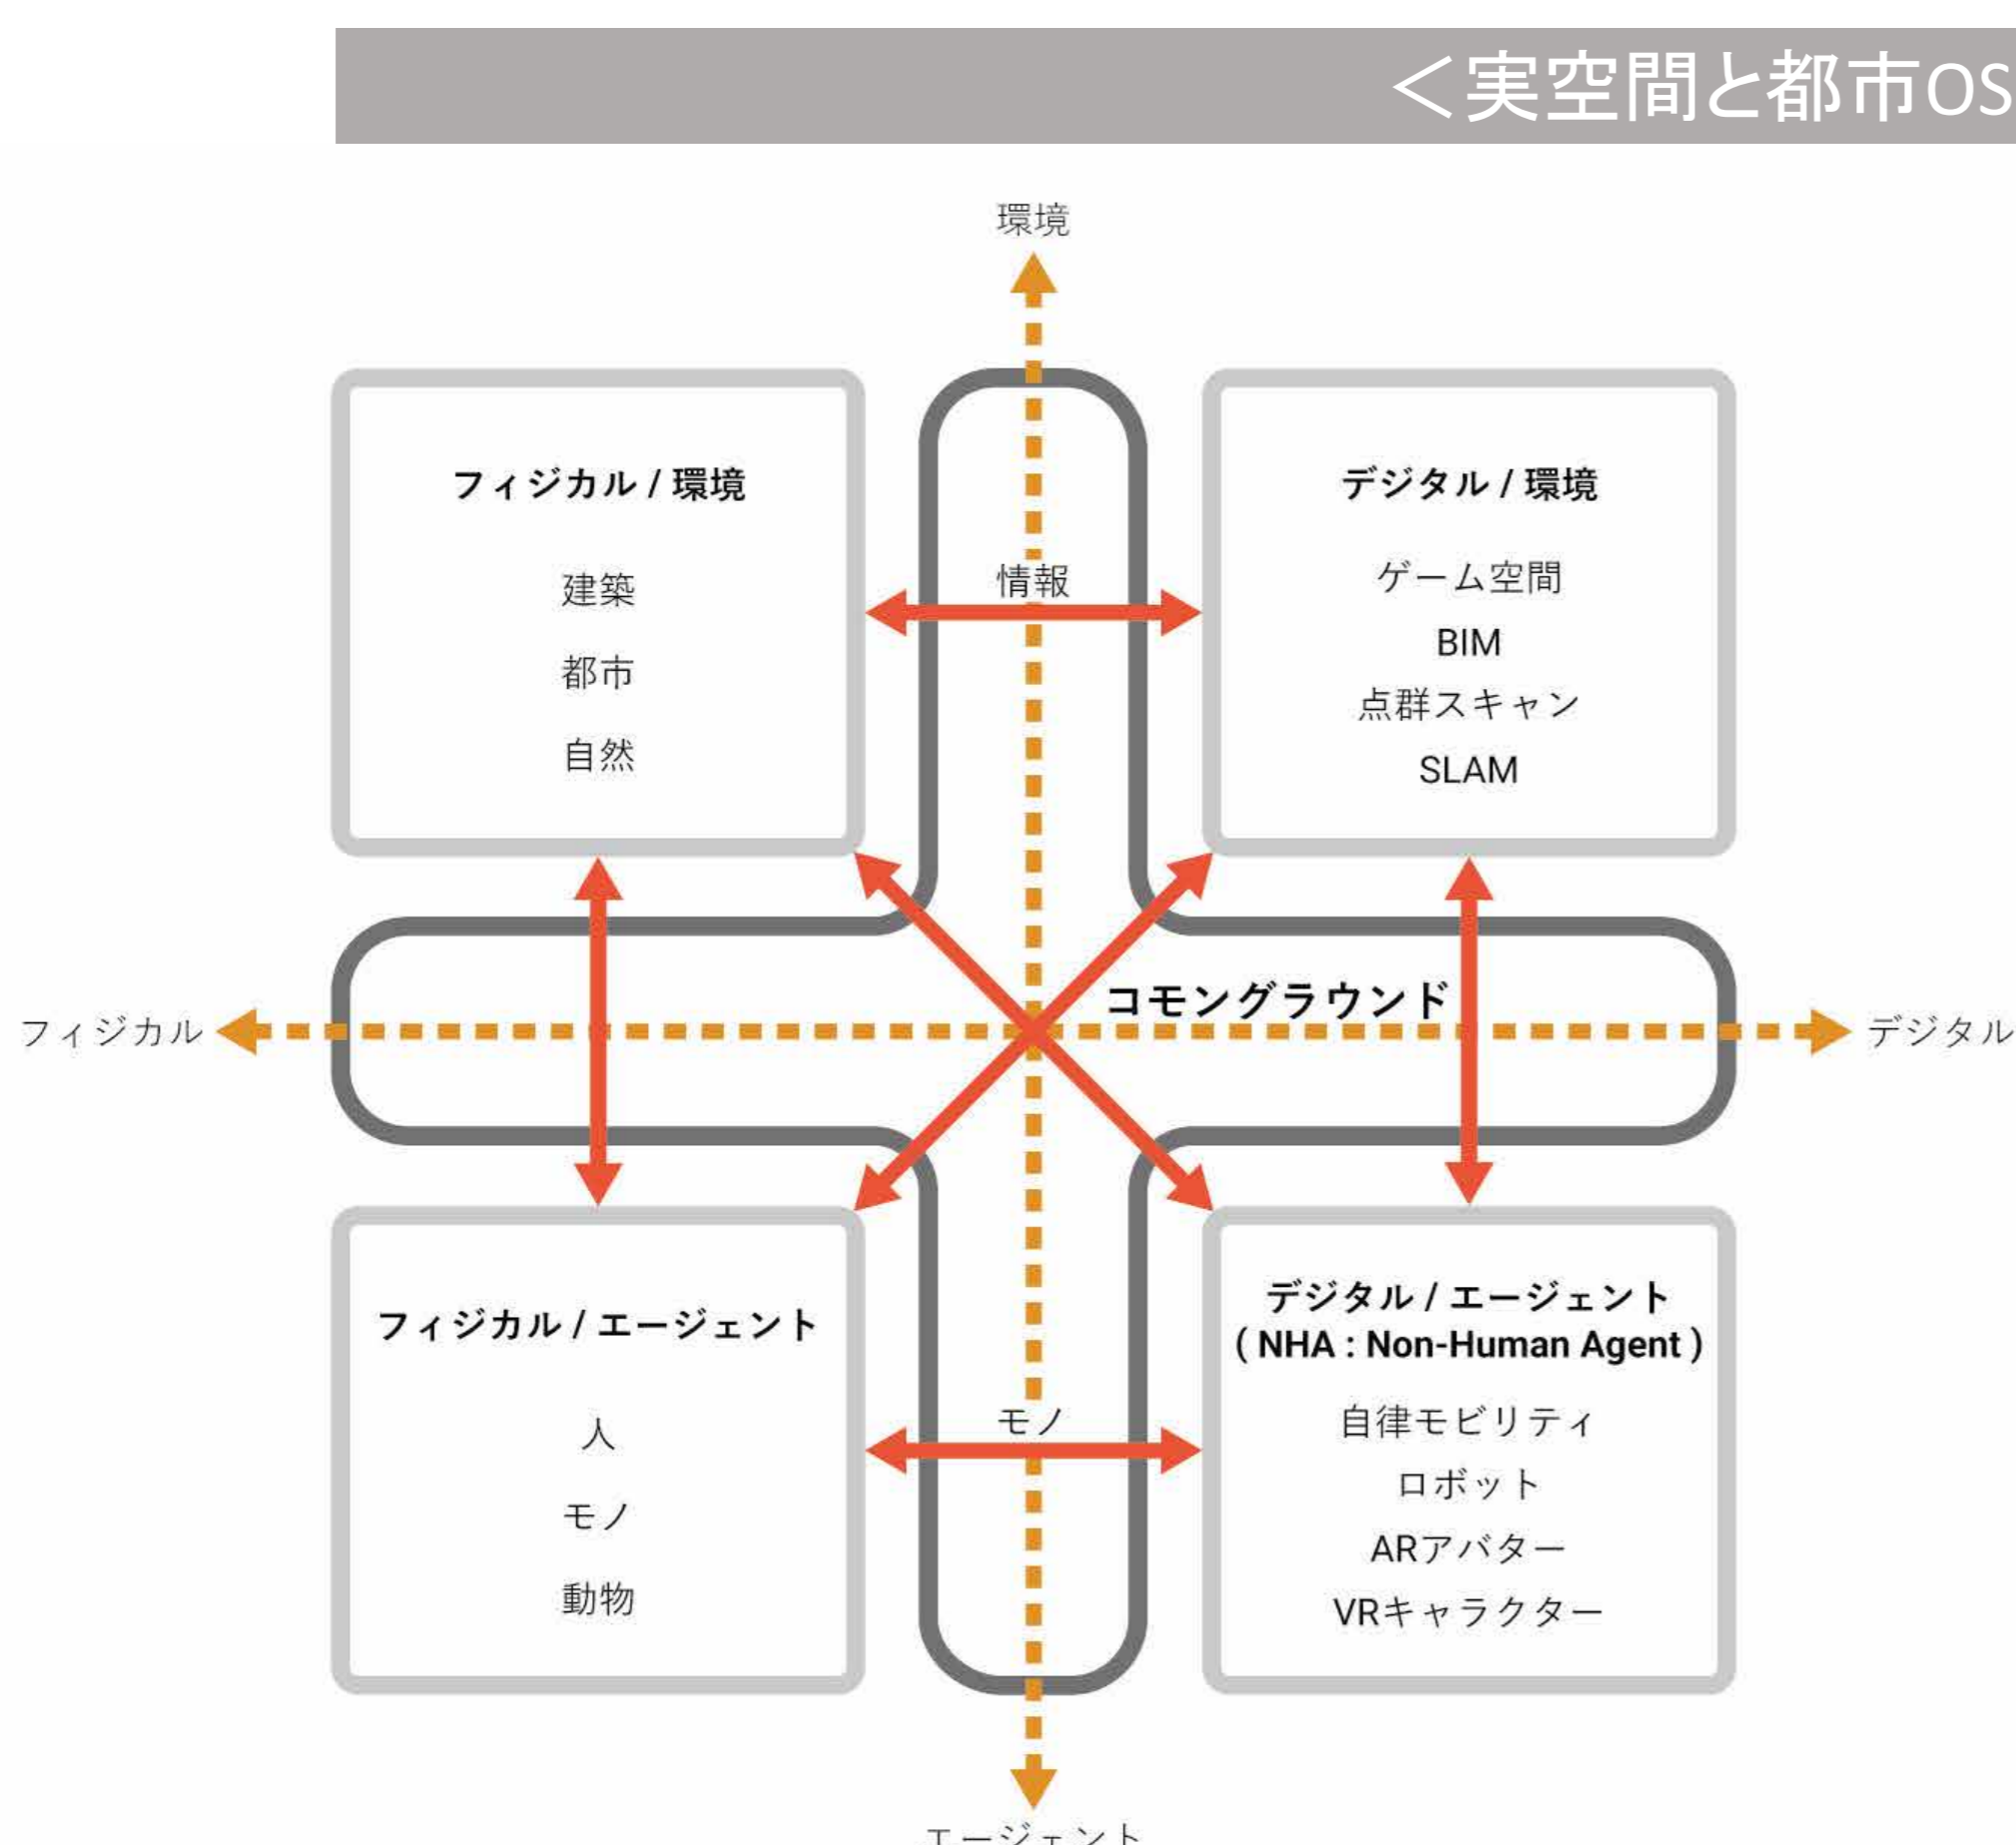 ＜実空間と都市OS
環境
フィジカル / 環境
建築
都市
自然
情報
デジタル / 環境
ゲーム空間
BIM
点群スキャン
SLAM
フィジカル
コモングラウンド
デジタル
フィジカル / エージェント
人
モノ
動物
モノ
デジタル / エージェント
( NHA : Non-Human Agent )
自律モビリティ
ロボット
ARアバター
VRキャラクター
エージェント